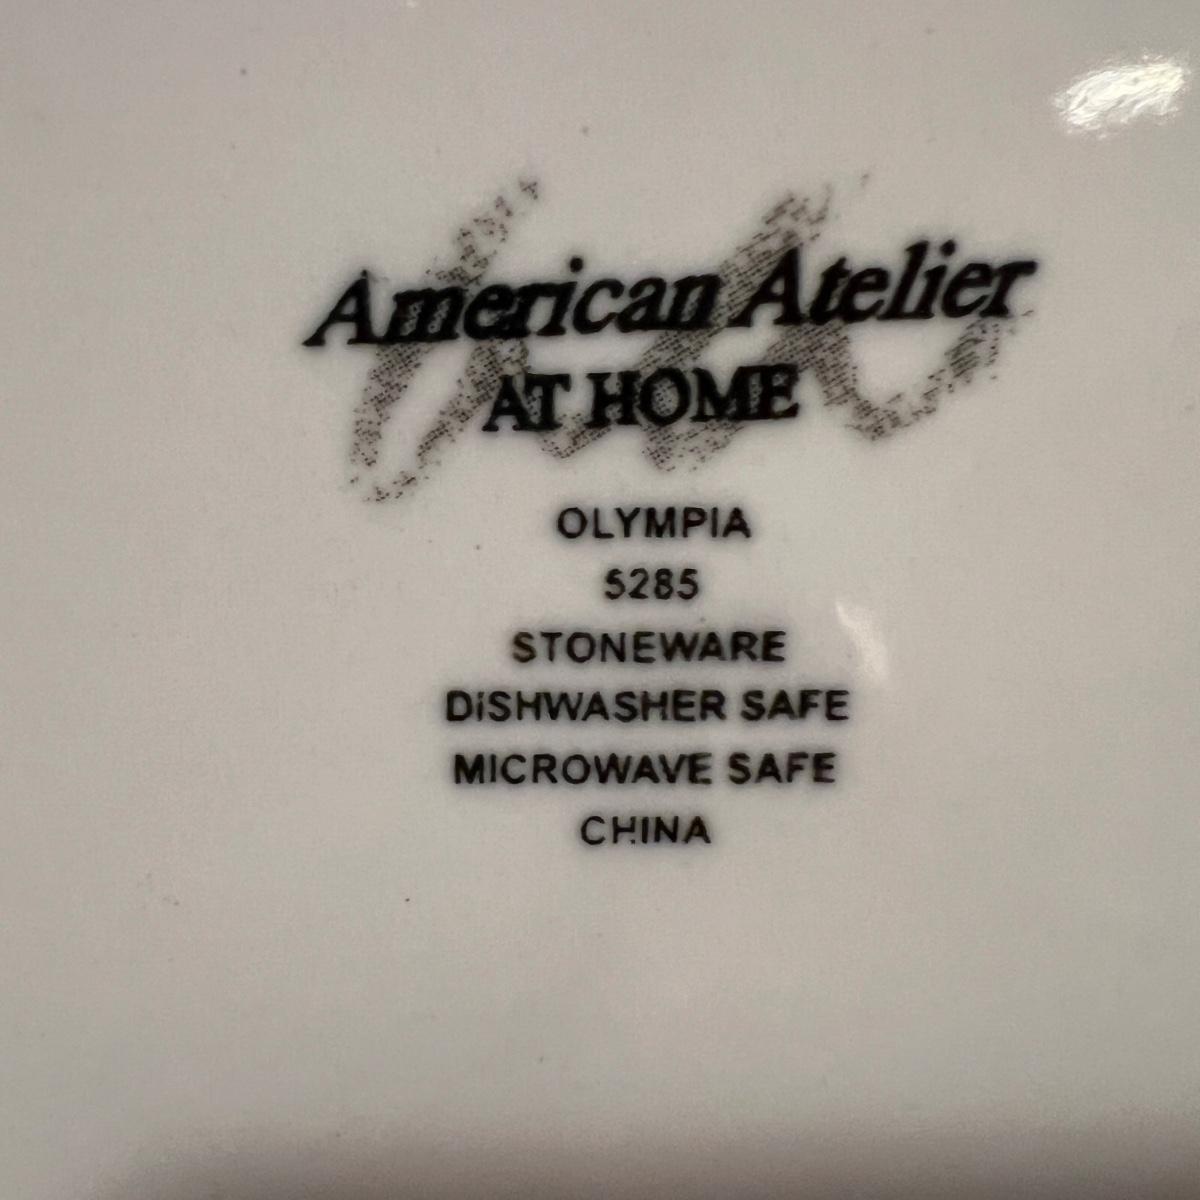 American Atelier
AT HOME
OLYMPIA
5285
STONEWARE
DiSHWASHER SAFE
MICROWAVE SAFE
CHINA